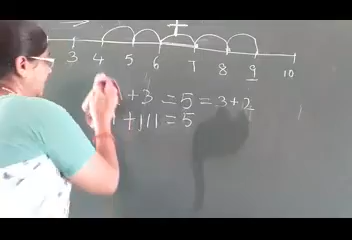 3 4 5 6 7 8 9 10
+ 3 = 5 = 3 + 2
+ 111 = 5